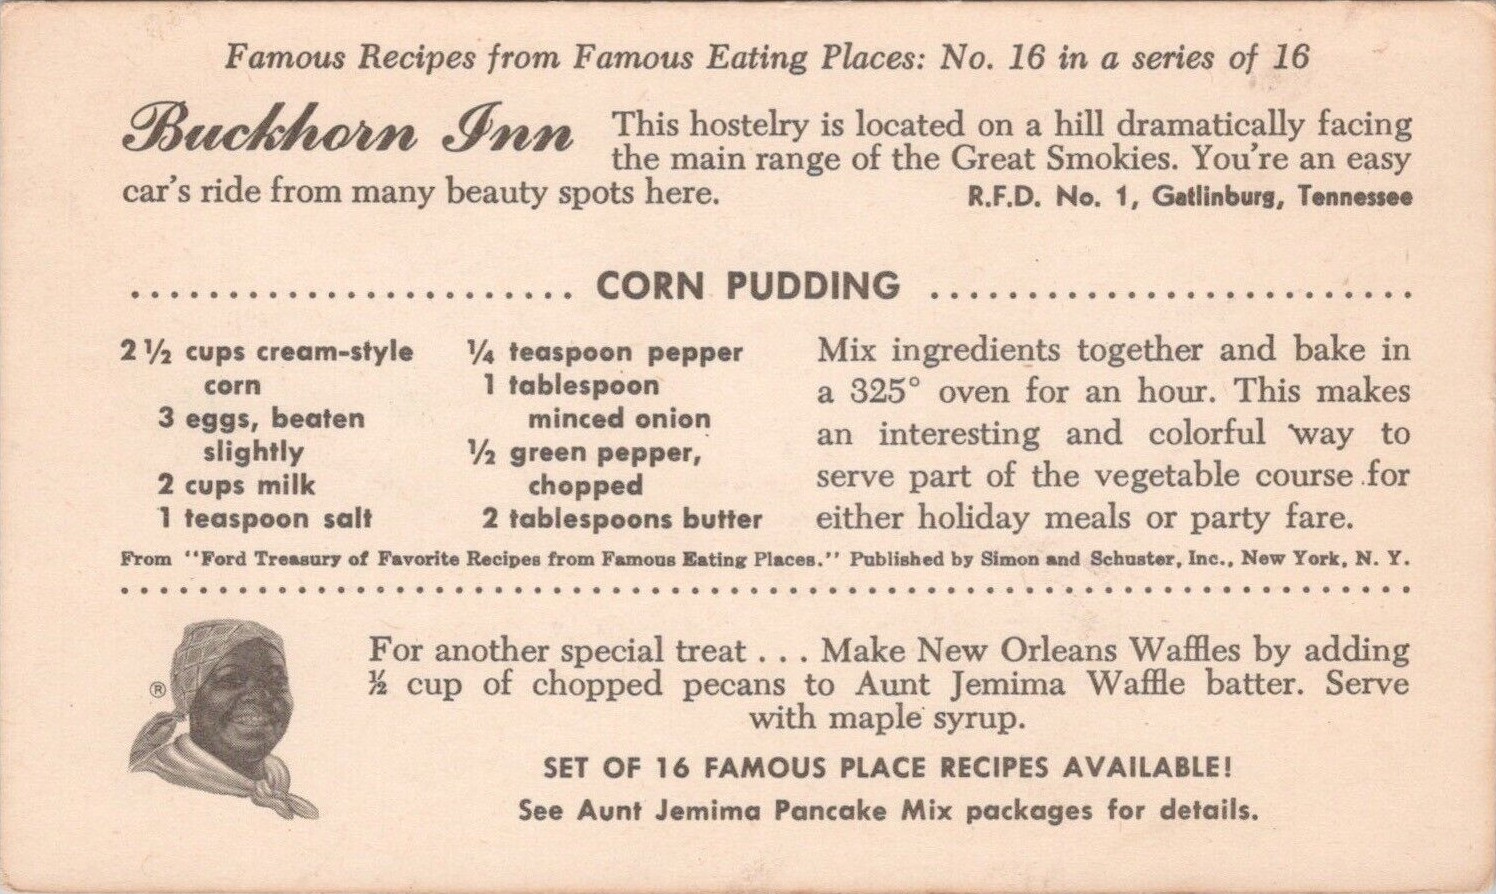 Famous Recipes from Famous Eating Places: No. 16 in a series of 16
Buckhorn Inn
This hostelry is located on a hill dramatically facing
the main range of the Great Smokies. You're an easy
car's ride from many beauty spots here.
R.F.D. No. 1, Gatlinburg, Tennessee
CORN PUDDING
2 ½ cups cream-style
corn
3 eggs, beaten
slightly
2 cups milk
1 teaspoon salt
¼ teaspoon pepper
1 tablespoon
minced onion
½ green pepper,
chopped
2 tablespoons butter
Mix ingredients together and bake in
a 325° oven for an hour. This makes
an interesting and colorful way to
serve part of the vegetable course for
either holiday meals or party fare.
From "Ford Treasury of Favorite Recipes from Famous Eating Places." Published by Simon and Schuster, Inc., New York, N. Y.
®
For another special treat . . . Make New Orleans Waffles by adding
½ cup of chopped pecans to Aunt Jemima Waffle batter. Serve
with maple syrup.
SET OF 16 FAMOUS PLACE RECIPES AVAILABLE!
See Aunt Jemima Pancake Mix packages for details.